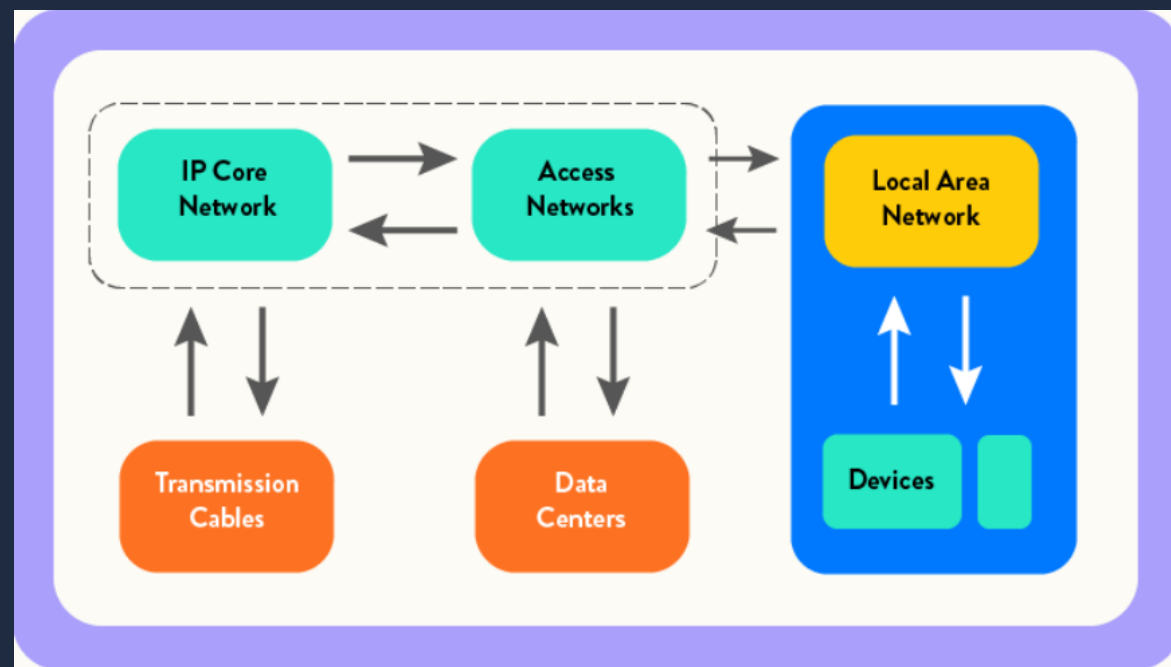 IP Core
Network
Access
Networks
Local Area
Network
Transmission
Cables
Data
Centers
Devices